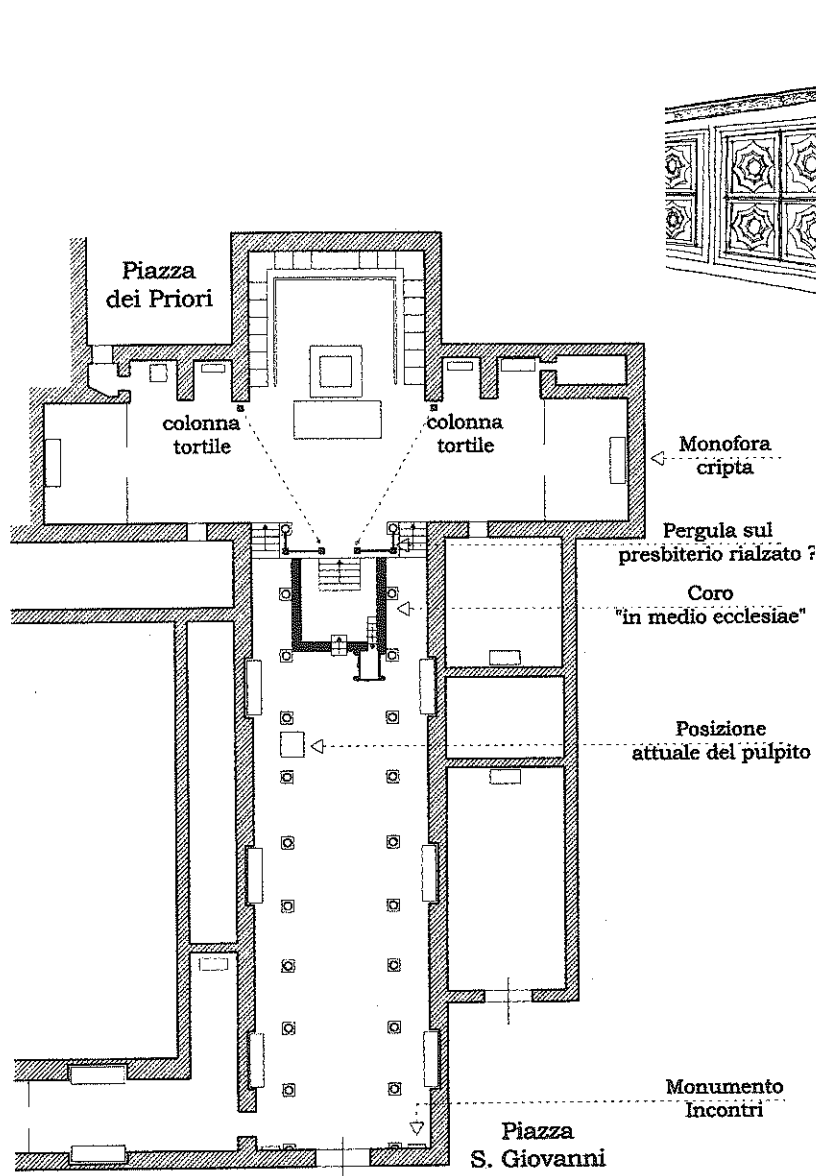 Piazza
dei Priori
colonna
tortile
colonna
tortile
Monofora
cripta
Pergula sul
presbiterio rialzato ?
Coro
"in medio ecclesiae"
Posizione
attuale del pulpito
Monumento
Incontri
Piazza
S. Giovanni